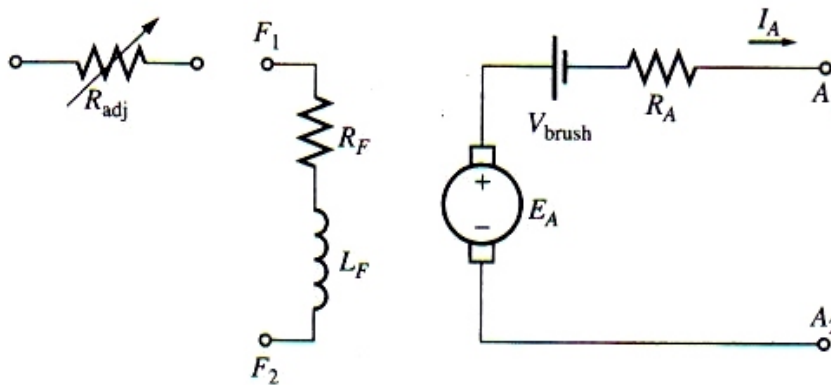 R_adj
F_1
R_F
L_F
F_2
V_brush
R_A
I_A
A
+
−
E_A
A